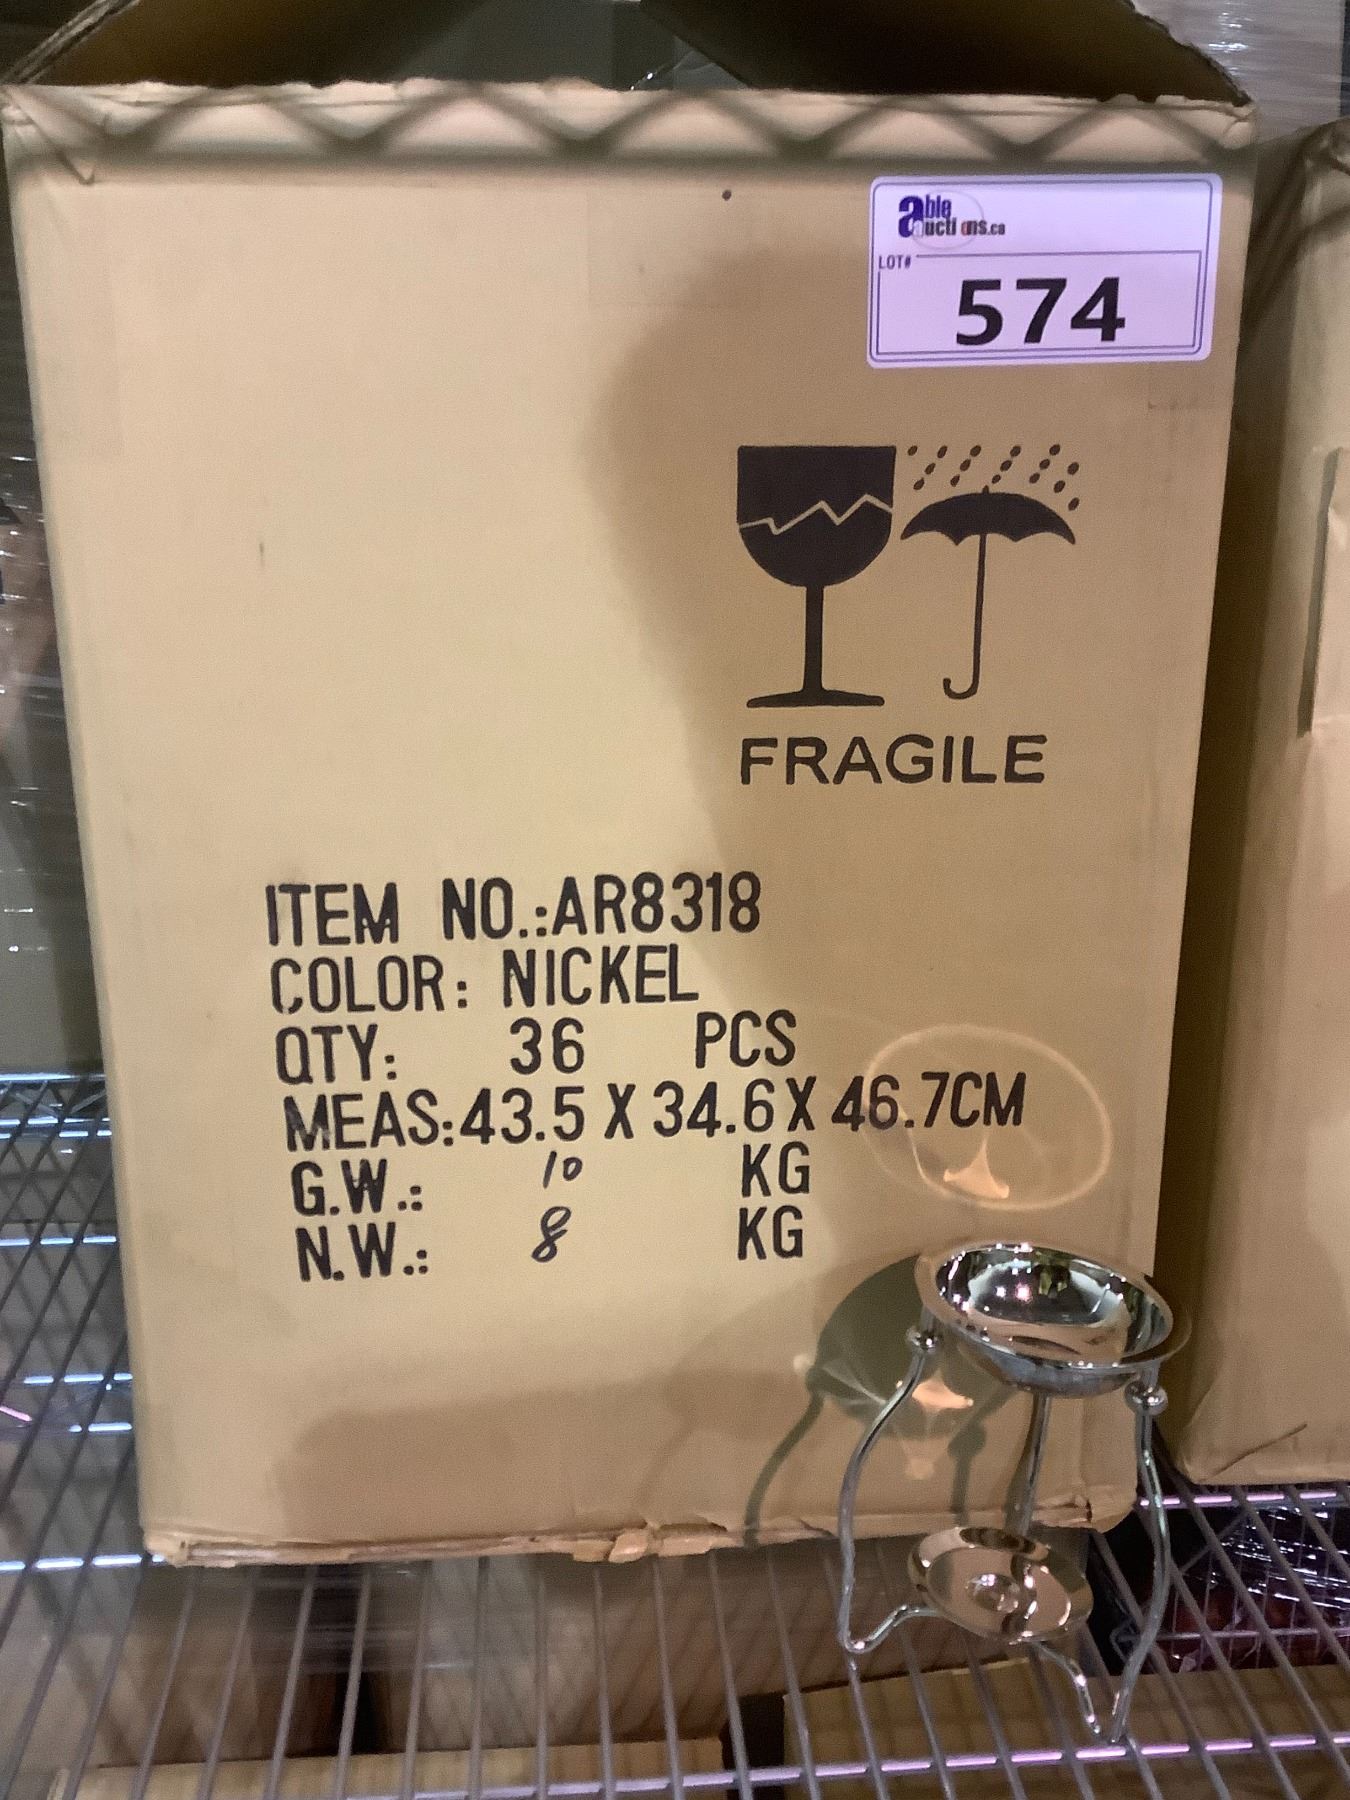 able
auctions.ca
LOT#
574
FRAGILE
ITEM NO.:AR8318
COLOR: NICKEL
QTY: 36 PCS
MEAS:43.5 X 34.6 X 46.7CM
G.W.: 10 KG
N.W.: 8 KG